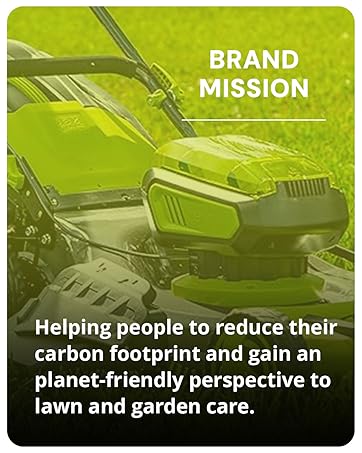 BRAND
MISSION
Helping people to reduce their
carbon footprint and gain an
planet-friendly perspective to
lawn and garden care.